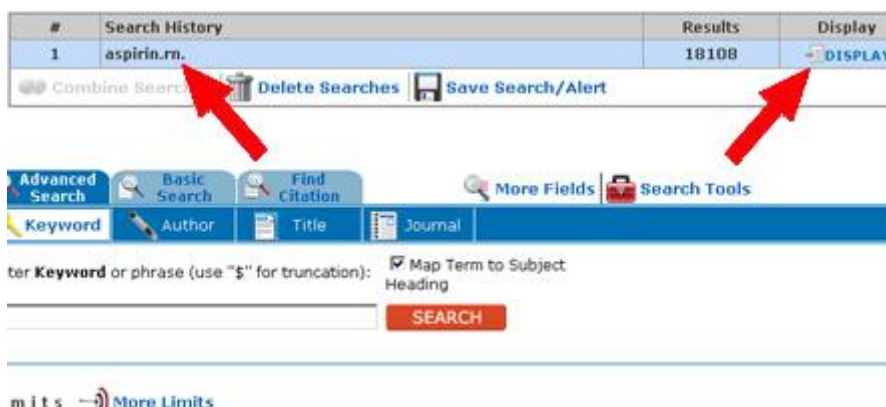 # Search History Results Display
1 aspirin.rn. 18108 DISPLAY
Combine Delete Searches Save Search/Alert
Advanced Search Basic Search Find Citation More Fields Search Tools
Keyword Author Title Journal
ter Keyword or phrase (use "$" for truncation): Map Term to Subject Heading
SEARCH
mits More Limits